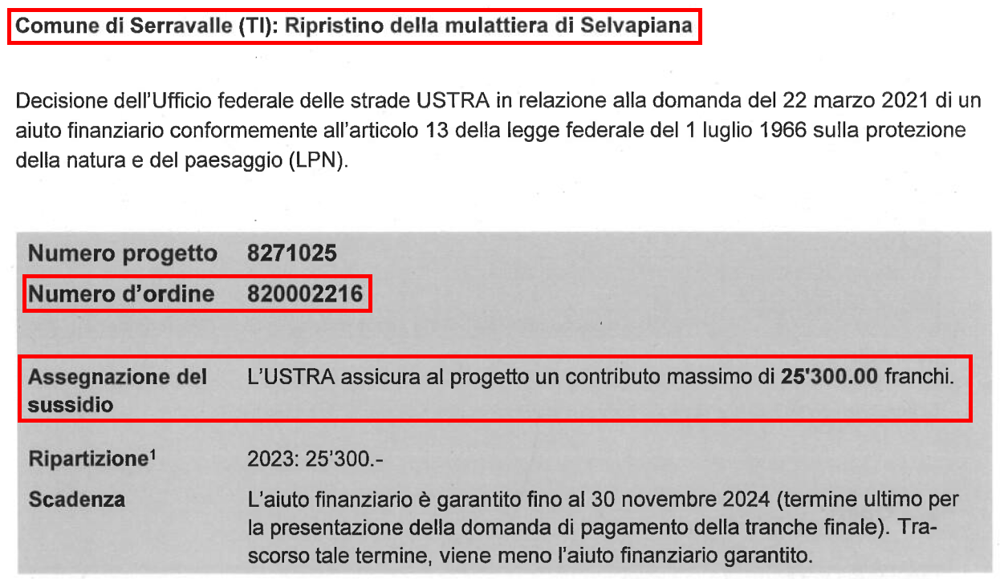 Comune di Serravalle (TI): Ripristino della mulattiera di Selvapiana
Decisione dell'Ufficio federale delle strade USTRA in relazione alla domanda del 22 marzo 2021 di un
aiuto finanziario conformemente all'articolo 13 della legge federale del 1 luglio 1966 sulla protezione
della natura e del paesaggio (LPN).
Numero progetto 8271025
Numero d'ordine 820002216
Assegnazione del L'USTRA assicura al progetto un contributo massimo di 25'300.00 franchi.
sussidio
Ripartizione¹ 2023: 25'300.-
Scadenza L'aiuto finanziario è garantito fino al 30 novembre 2024 (termine ultimo per
la presentazione della domanda di pagamento della tranche finale). Tra-
scorso tale termine, viene meno l'aiuto finanziario garantito.